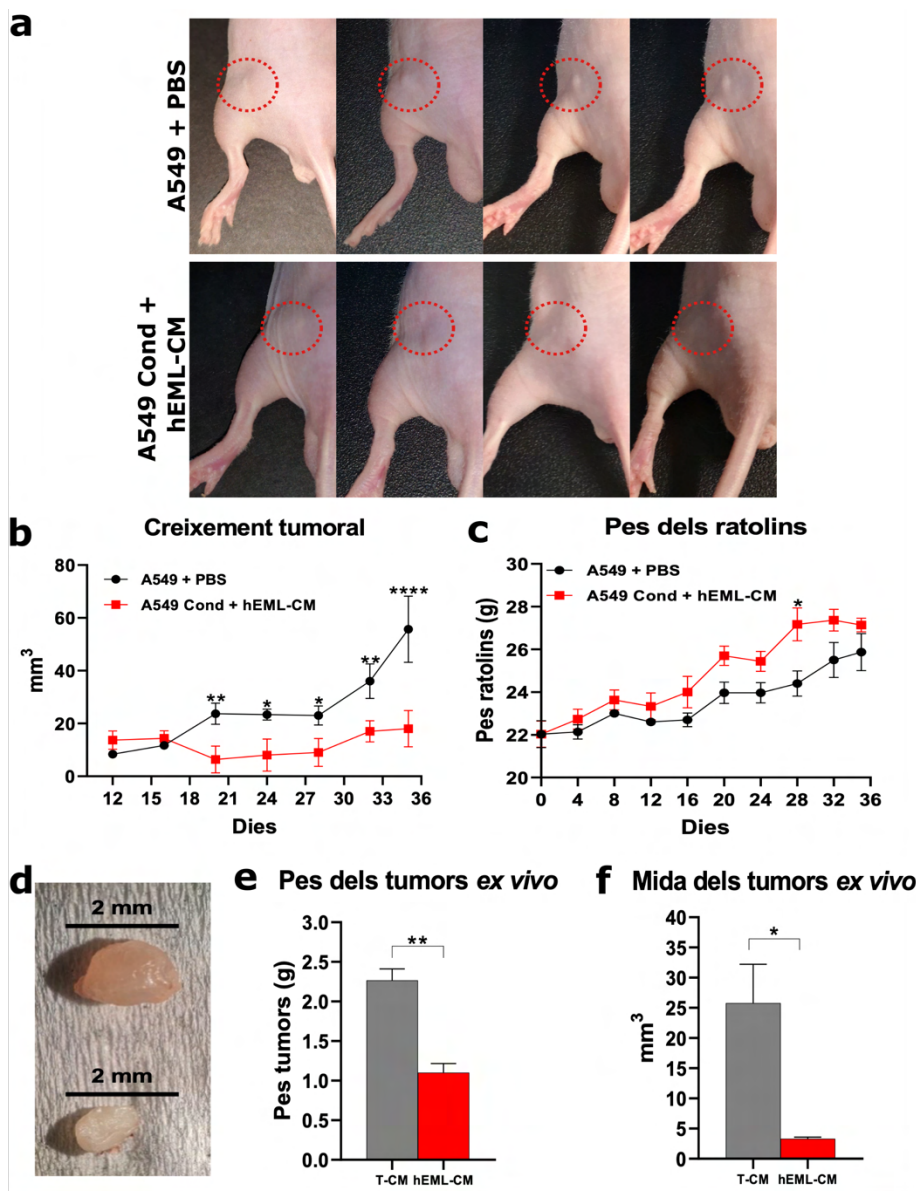 a
A549 + PBS
A549 Cond +
hEML-CM
b
Creixement tumoral
A549 + PBS
A549 Cond + hEML-CM
mm3
80
60
40
20
0
**
*
*
**
****
12 15 18 21 24 27 30 33 36
Dies
c
Pes dels ratolins
A549 + PBS
A549 Cond + hEML-CM
Pes ratolins (g)
30
28
26
24
22
20
*
0 4 8 12 16 20 24 28 32 36
Dies
d
2 mm
2 mm
e Pes dels tumors ex vivo
Pes tumors (g)
3.0
2.5
2.0
1.5
1.0
0.5
0.0
**
T-CM hEML-CM
f Mida dels tumors ex vivo
mm3
40
35
30
25
20
15
10
5
0
*
T-CM hEML-CM